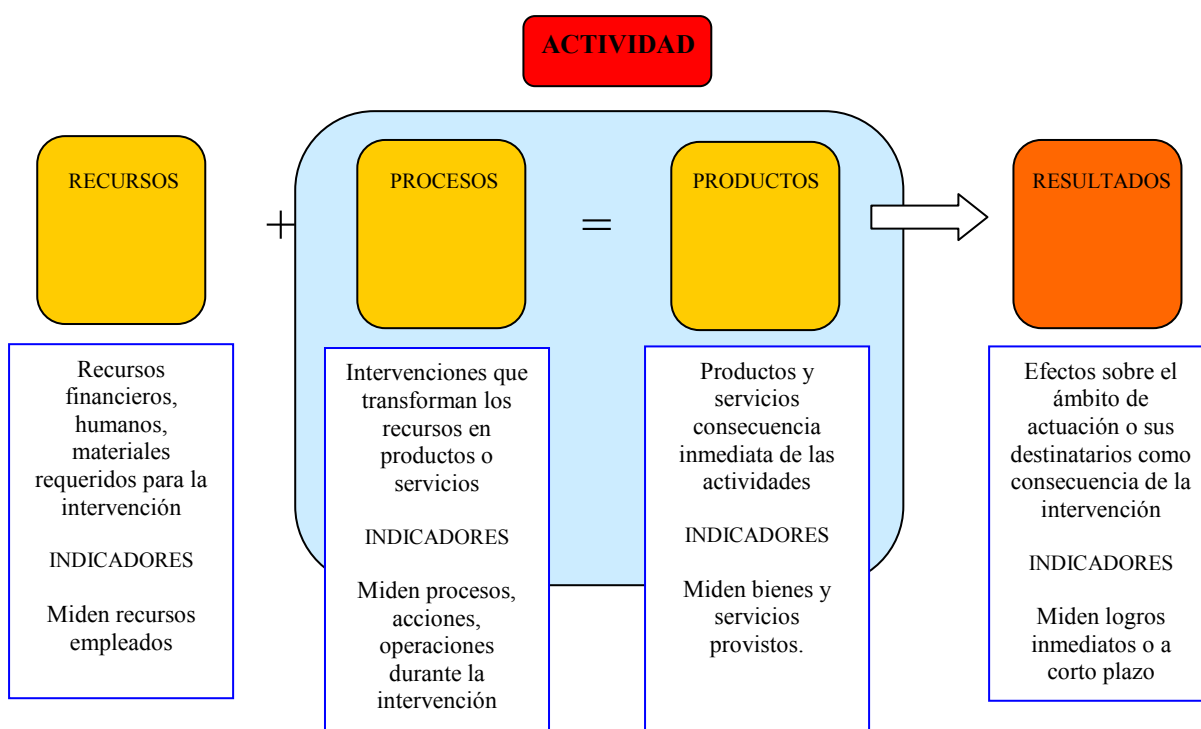 ACTIVIDAD
RECURSOS
+
PROCESOS
=
PRODUCTOS
RESULTADOS
Recursos
financieros,
humanos,
materiales
requeridos para la
intervención
INDICADORES
Miden recursos
empleados
Intervenciones que
transforman los
recursos en
productos o
servicios
INDICADORES
Miden procesos,
acciones,
operaciones
durante la
intervención
Productos y
servicios
consecuencia
inmediata de las
actividades
INDICADORES
Miden bienes y
servicios
provistos.
Efectos sobre el
ámbito de
actuación o sus
destinatarios como
consecuencia de la
intervención
INDICADORES
Miden logros
inmediatos o a
corto plazo